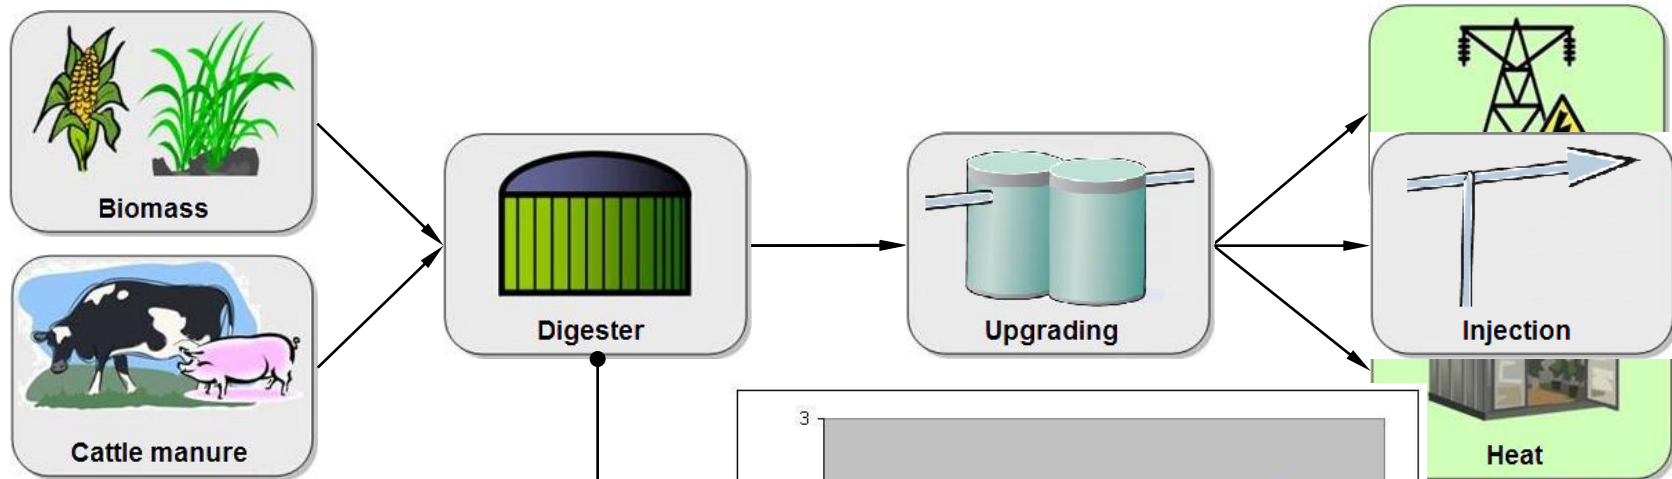 Biomass
Digester
Upgrading
Injection
Cattle manure
3
Heat